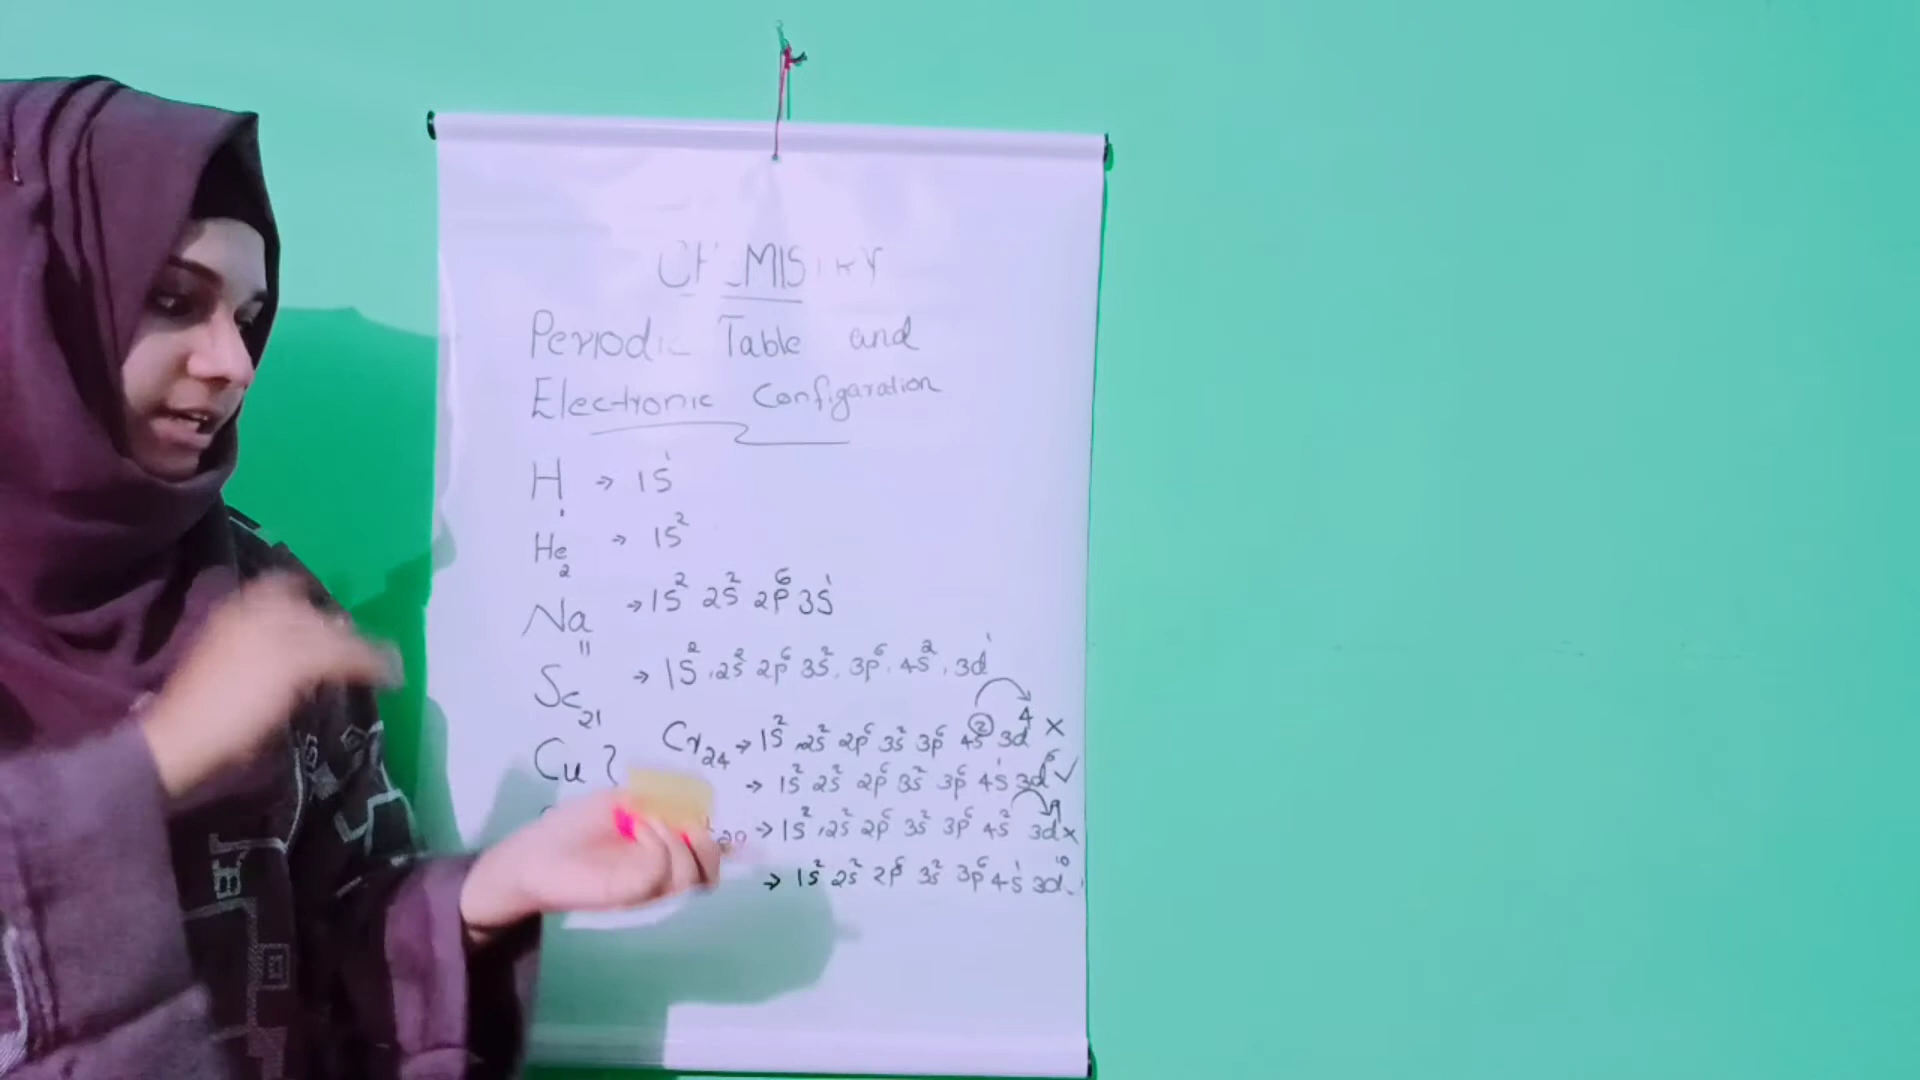 CHEMISTRY
Periodic Table and
Electronic Configaration
H₁ → 1S¹
He₂ → 1S²
Na₁₁ → 1S² 2S² 2P⁶ 3S¹
Sc₂₁ → 1S², 2S² 2P⁶ 3S², 3P⁶, 4S², 3d¹
Cu } Cr₂₄ → 1S² 2S² 2P⁶ 3S² 3P⁶ 4S② 3d⁴ ×
→ 1S² 2S² 2P⁶ 3S² 3P⁶ 4S¹ 3d⁵ ✓
→ 1S², 2S² 2P⁶ 3S² 3P⁶ 4S² 3d⁹ ×
→ 1S² 2S² 2P⁶ 3S² 3P⁶ 4S¹ 3d¹⁰